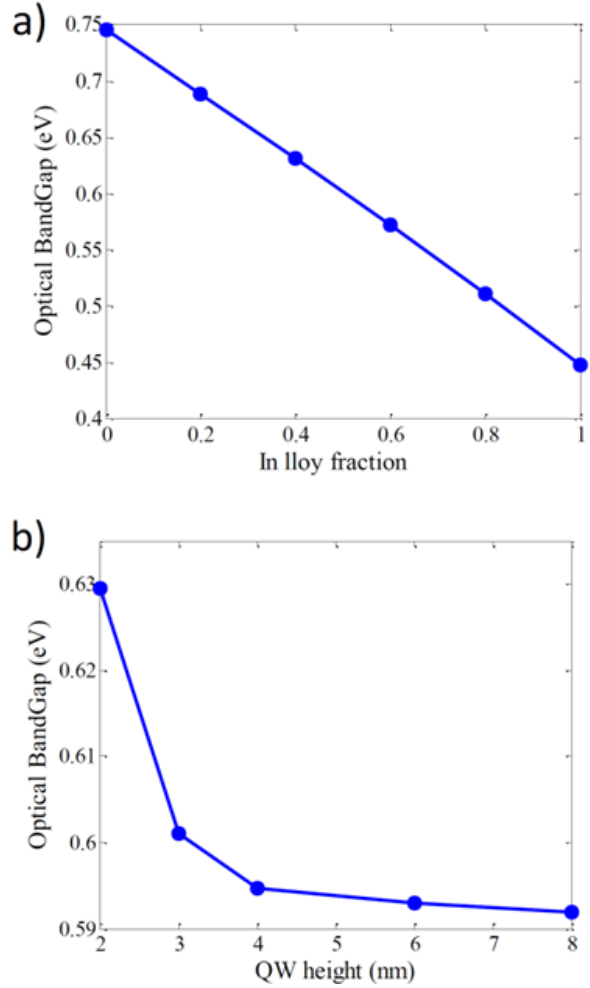 a)
0.75
0.7
0.65
0.6
0.55
0.5
0.45
0.4
Optical BandGap (eV)
0 0.2 0.4 0.6 0.8 1
In lloy fraction
b)
0.63
0.62
0.61
0.6
0.59
Optical BandGap (eV)
2 3 4 5 6 7 8
QW height (nm)